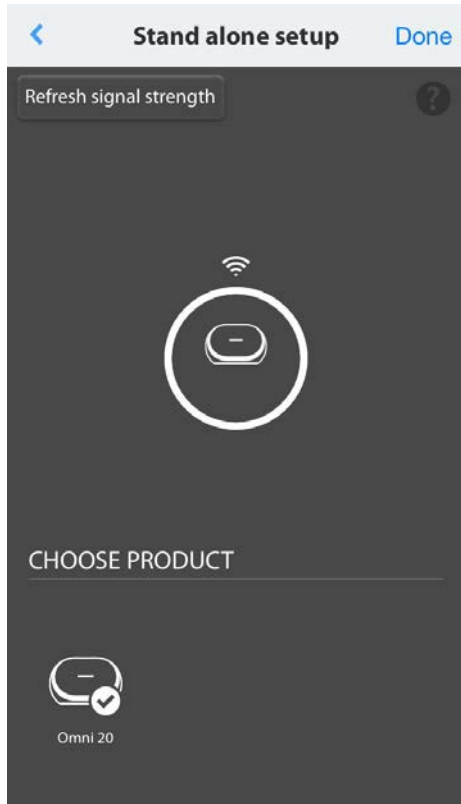 Stand alone setup Done
Refresh signal strength ?
CHOOSE PRODUCT
Omni 20